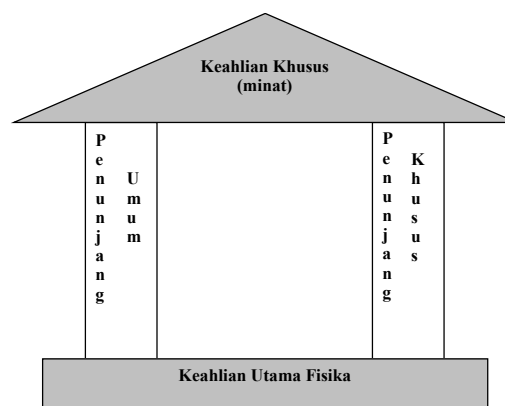 Keahlian Khusus
(minat)
Penunjang
Umum
Penunjang
Khusus
Keahlian Utama Fisika